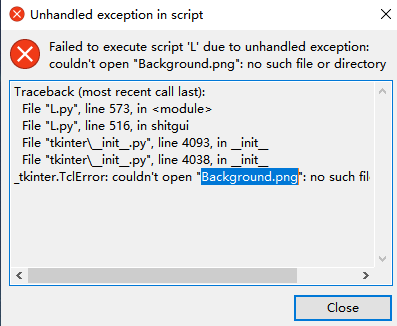 Unhandled exception in script
Failed to execute script 'L' due to unhandled exception:
couldn't open "Background.png": no such file or directory
Traceback (most recent call last):
File "L.py", line 573, in <module>
File "L.py", line 516, in shitgui
File "tkinter\__init__.py", line 4093, in __init__
File "tkinter\__init__.py", line 4038, in __init__
_tkinter.TclError: couldn't open "Background.png": no such file
Close